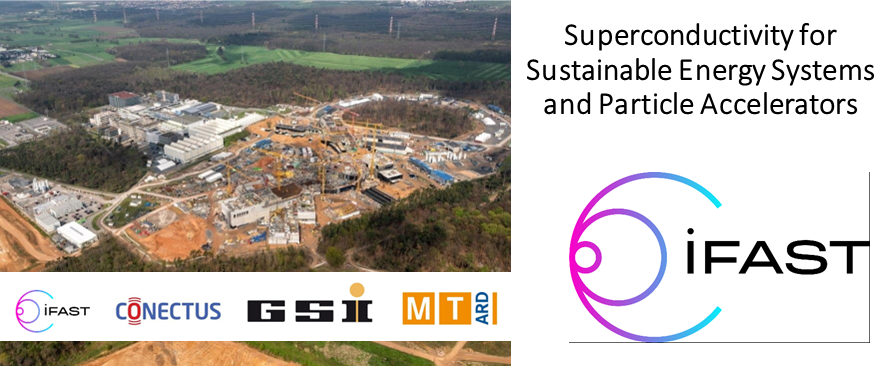 Superconductivity for
Sustainable Energy Systems
and Particle Accelerators
iFAST
iFAST
CONECTUS
GSI
MT ARD